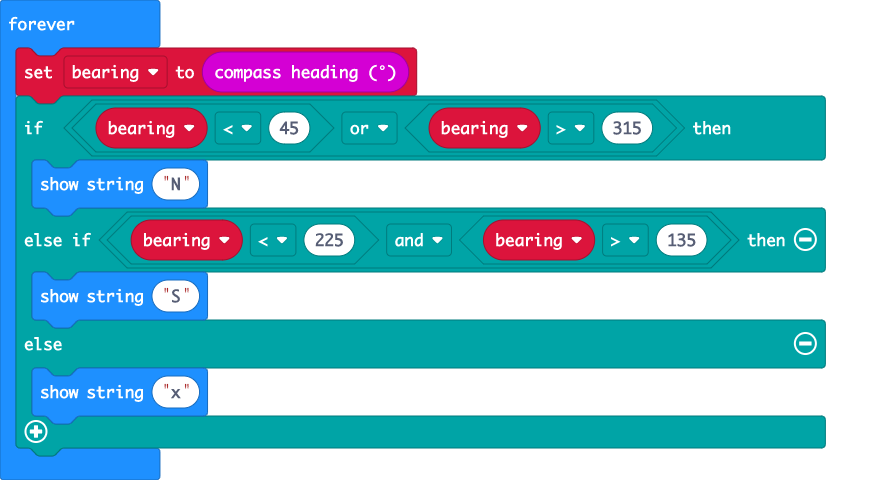 forever
set bearing to compass heading (°)
if bearing < 45 or bearing > 315 then
show string "N"
else if bearing < 225 and bearing > 135 then
show string "S"
else
show string "x"